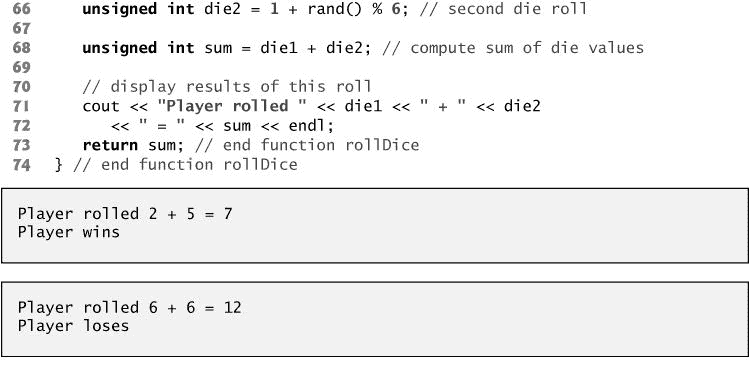 66 unsigned int die2 = 1 + rand() % 6; // second die roll
67
68 unsigned int sum = die1 + die2; // compute sum of die values
69
70 // display results of this roll
71 cout << "Player rolled " << die1 << " + " << die2
72 << " = " << sum << endl;
73 return sum; // end function rollDice
74 } // end function rollDice
Player rolled 2 + 5 = 7
Player wins
Player rolled 6 + 6 = 12
Player loses